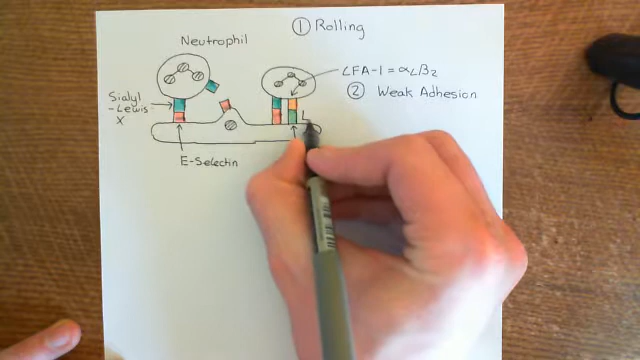 ① Rolling
Neutrophil
LFA-1 = αLβ2
② Weak Adhesion
Sialyl
-Lewis
X
E-Selectin